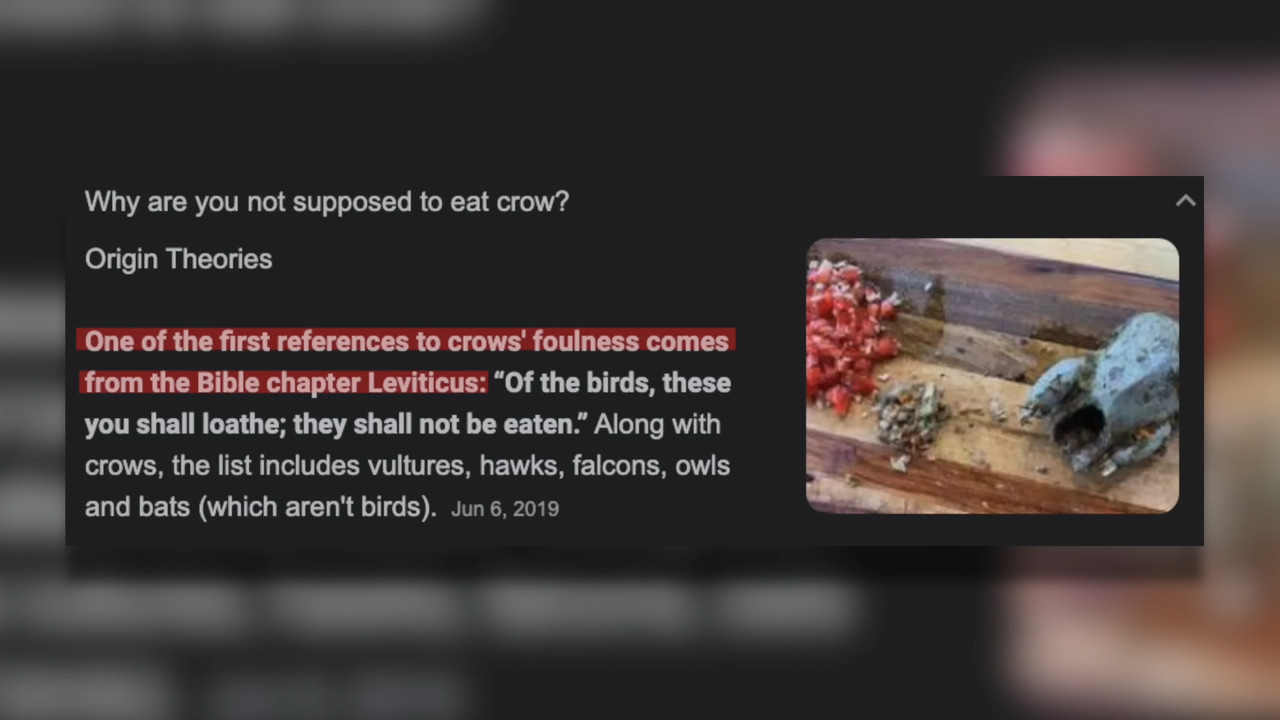 Why are you not supposed to eat crow?
Origin Theories
One of the first references to crows' foulness comes
from the Bible chapter Leviticus: “Of the birds, these
you shall loathe; they shall not be eaten.” Along with
crows, the list includes vultures, hawks, falcons, owls
and bats (which aren't birds). Jun 6, 2019